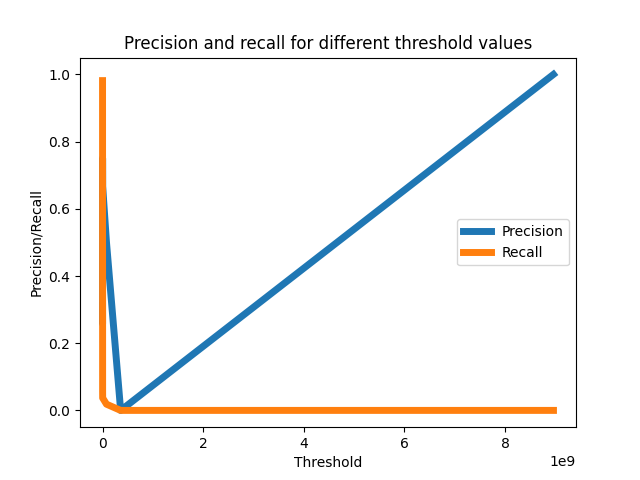 Precision and recall for different threshold values
1.0
0.8
0.6
0.4
0.2
0.0
Precision/Recall
Precision
Recall
0 2 4 6 8
1e9
Threshold